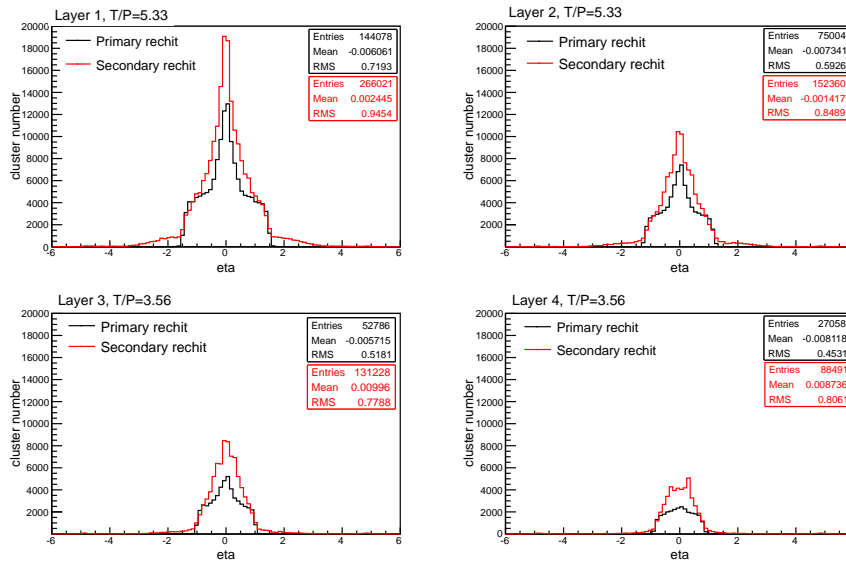 Layer 1, T/P=5.33
20000
18000
16000
14000
12000
10000
8000
6000
4000
2000
0
cluster number
Primary rechit
Secondary rechit
Entries 144078
Mean -0.006061
RMS 0.7193
Entries 266021
Mean 0.002445
RMS 0.9454
-6 -4 -2 0 2 4 6
eta
Layer 2, T/P=5.33
20000
18000
16000
14000
12000
10000
8000
6000
4000
2000
0
cluster number
Primary rechit
Secondary rechit
Entries 75004
Mean -0.007341
RMS 0.5926
Entries 152360
Mean -0.001417
RMS 0.8489
-6 -4 -2 0 2 4
eta
Layer 3, T/P=3.56
20000
18000
16000
14000
12000
10000
8000
6000
4000
2000
0
cluster number
Primary rechit
Secondary rechit
Entries 52786
Mean -0.005715
RMS 0.5181
Entries 131228
Mean 0.00996
RMS 0.7788
-6 -4 -2 0 2 4 6
eta
Layer 4, T/P=3.56
20000
18000
16000
14000
12000
10000
8000
6000
4000
2000
0
cluster number
Primary rechit
Secondary rechit
Entries 27058
Mean -0.008118
RMS 0.4531
Entries 88491
Mean 0.008736
RMS 0.8061
-6 -4 -2 0 2 4
eta